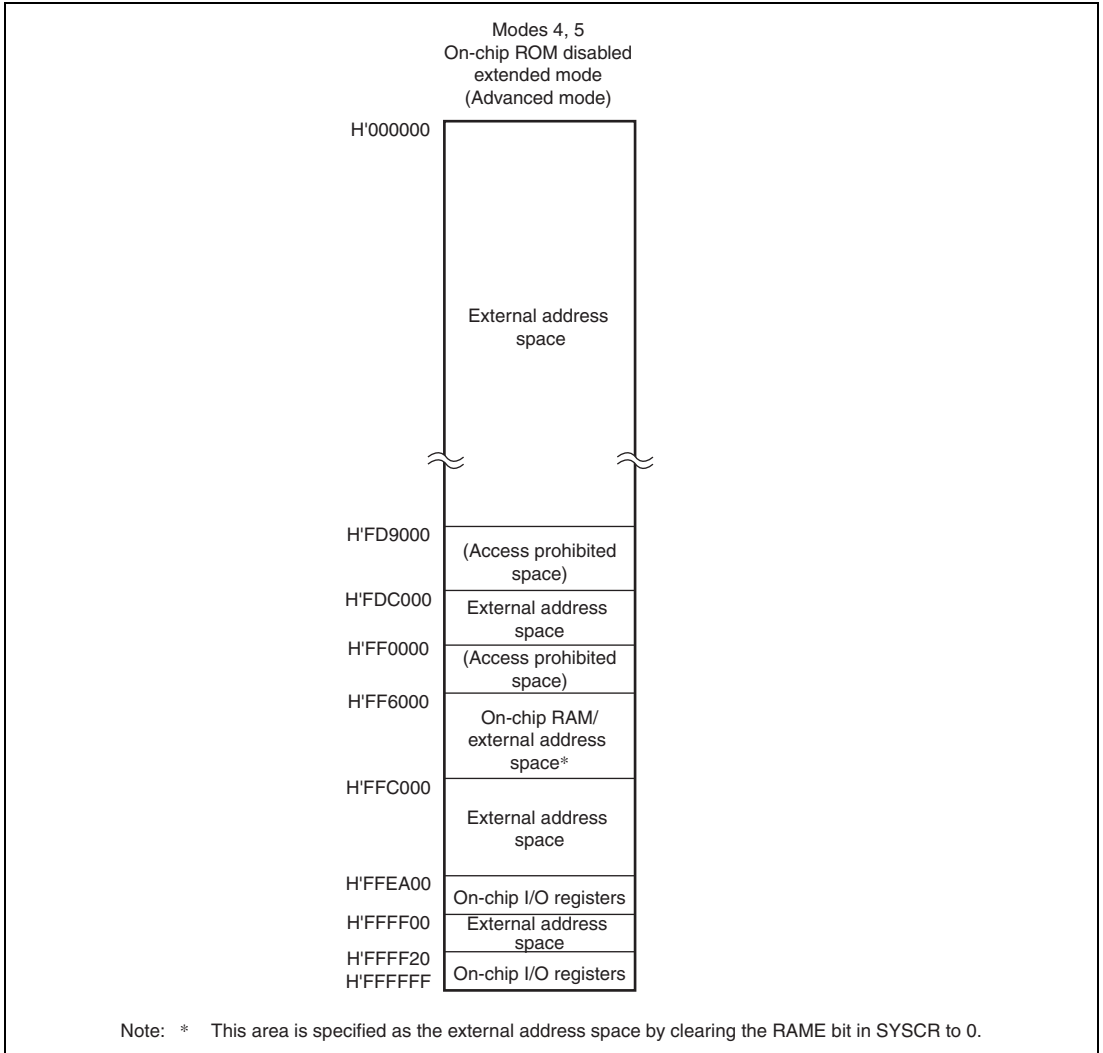 Modes 4, 5
On-chip ROM disabled
extended mode
(Advanced mode)
H'000000
External address
space
H'FD9000
(Access prohibited
space)
H'FDC000
External address
space
H'FF0000
(Access prohibited
space)
H'FF6000
On-chip RAM/
external address
space*
H'FFC000
External address
space
H'FFEA00
On-chip I/O registers
H'FFFF00
External address
space
H'FFFF20
On-chip I/O registers
H'FFFFFF
Note: * This area is specified as the external address space by clearing the RAME bit in SYSCR to 0.